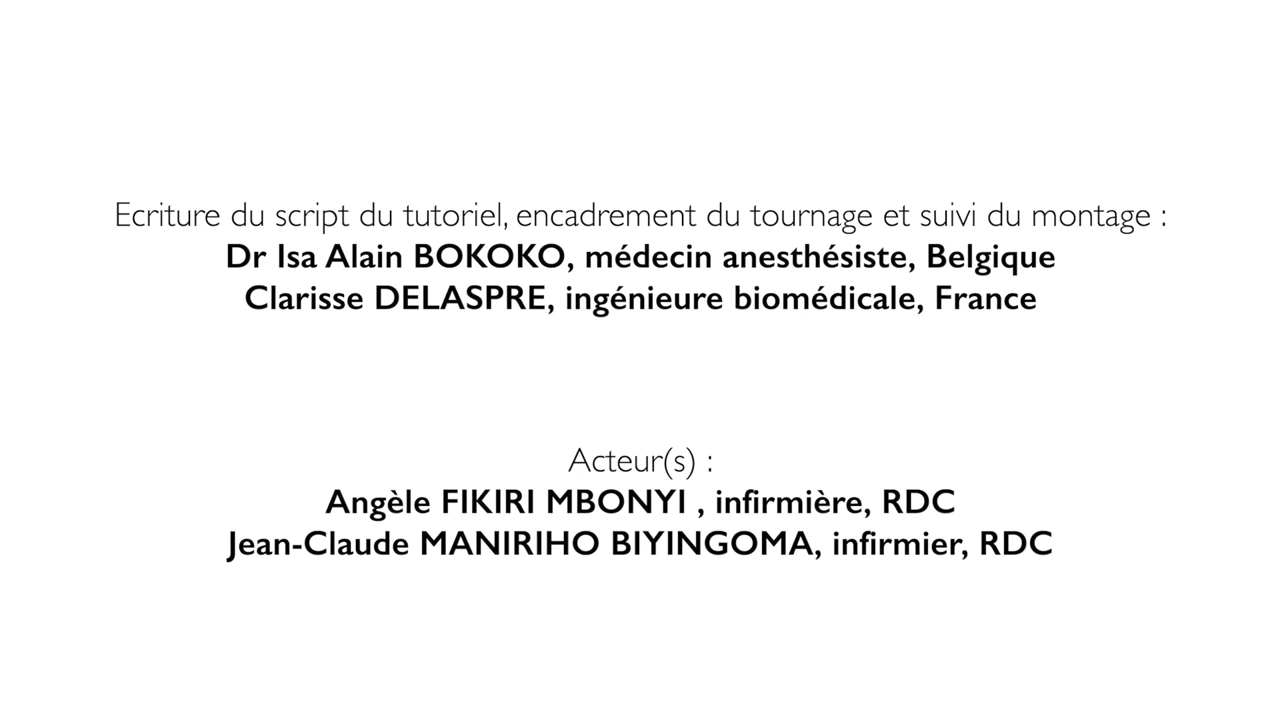 Ecriture du script du tutoriel, encadrement du tournage et suivi du montage :
Dr Isa Alain BOKOKO, médecin anesthésiste, Belgique
Clarisse DELASPRE, ingénieure biomédicale, France
Acteur(s) :
Angèle FIKIRI MBONYI , infirmière, RDC
Jean-Claude MANIRIHO BIYINGOMA, infirmier, RDC